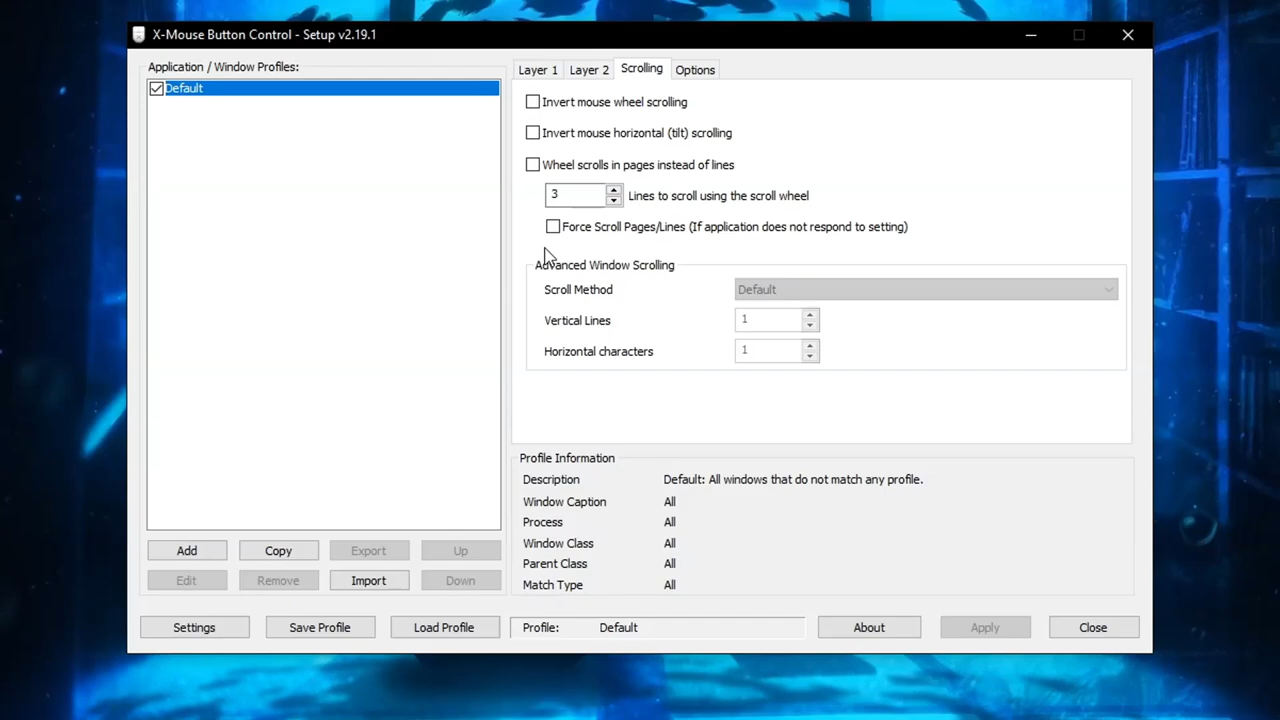 X-Mouse Button Control - Setup v2.19.1
Application / Window Profiles:
Default
Layer 1
Layer 2
Scrolling
Options
Invert mouse wheel scrolling
Invert mouse horizontal (tilt) scrolling
Wheel scrolls in pages instead of lines
3 Lines to scroll using the scroll wheel
Force Scroll Pages/Lines (If application does not respond to setting)
Advanced Window Scrolling
Scroll Method Default
Vertical Lines 1
Horizontal characters 1
Profile Information
Description Default: All windows that do not match any profile.
Window Caption All
Process All
Window Class All
Parent Class All
Match Type All
Add
Copy
Export
Up
Edit
Remove
Import
Down
Settings
Save Profile
Load Profile
Profile: Default
About
Apply
Close